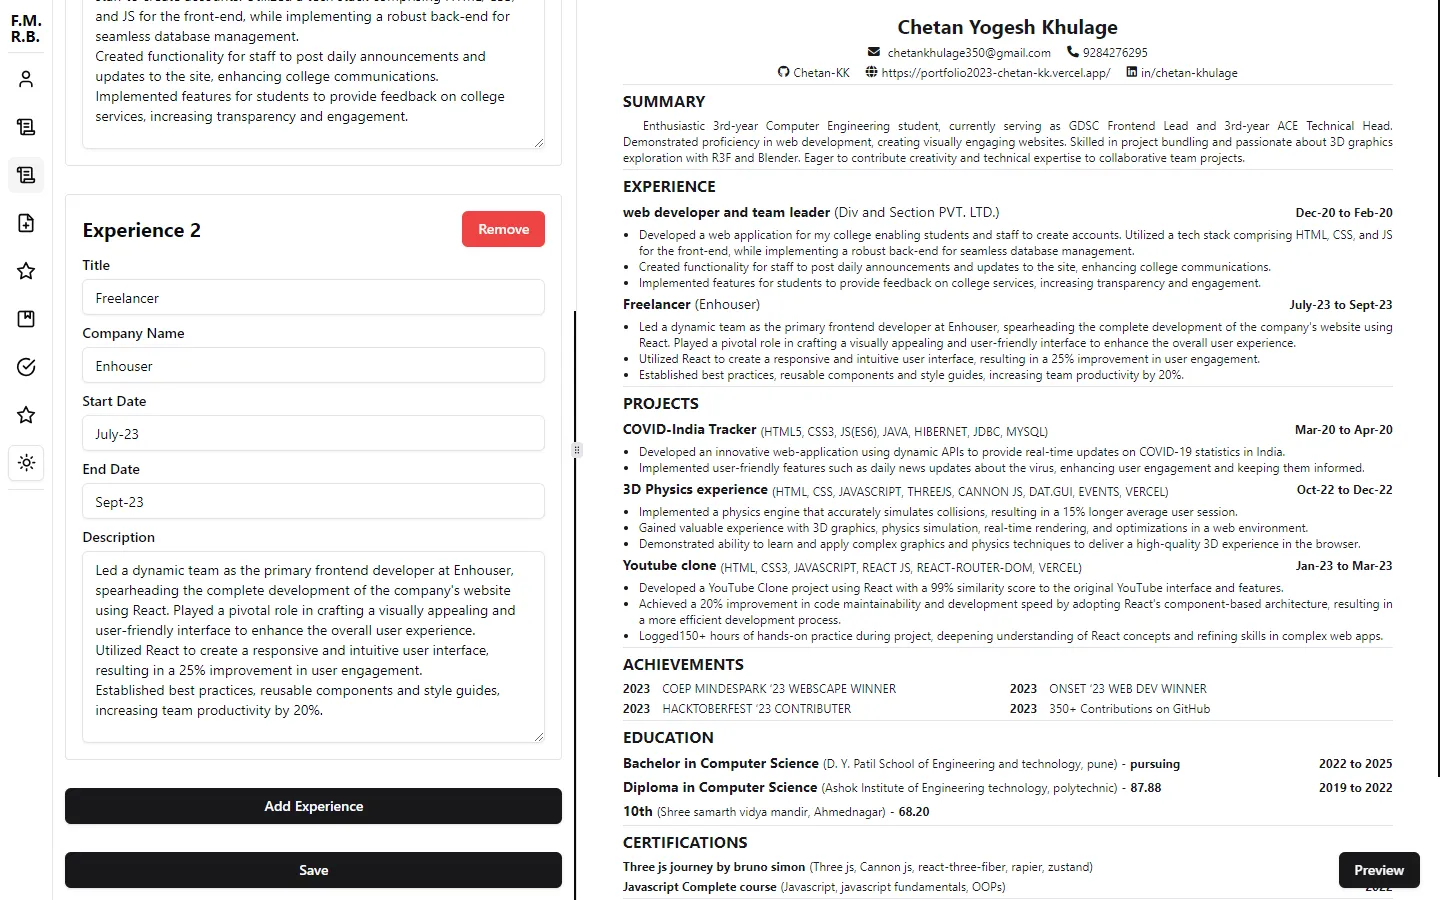 F.M.
R.B.
and JS for the front-end, while implementing a robust back-end for
seamless database management.
Created functionality for staff to post daily announcements and
updates to the site, enhancing college communications.
Implemented features for students to provide feedback on college
services, increasing transparency and engagement.
Experience 2
Remove
Title
Freelancer
Company Name
Enhouser
Start Date
July-23
End Date
Sept-23
Description
Led a dynamic team as the primary frontend developer at Enhouser,
spearheading the complete development of the company's website
using React. Played a pivotal role in crafting a visually appealing and
user-friendly interface to enhance the overall user experience.
Utilized React to create a responsive and intuitive user interface,
resulting in a 25% improvement in user engagement.
Established best practices, reusable components and style guides,
increasing team productivity by 20%.
Add Experience
Save
Chetan Yogesh Khulage
chetankhulage350@gmail.com 9284276295
Chetan-KK https://portfolio2023-chetan-kk.vercel.app/ in/chetan-khulage
SUMMARY
Enthusiastic 3rd-year Computer Engineering student, currently serving as GDSC Frontend Lead and 3rd-year ACE Technical Head.
Demonstrated proficiency in web development, creating visually engaging websites. Skilled in project bundling and passionate about 3D graphics
exploration with R3F and Blender. Eager to contribute creativity and technical expertise to collaborative team projects.
EXPERIENCE
web developer and team leader (Div and Section PVT. LTD.) Dec-20 to Feb-20
• Developed a web application for my college enabling students and staff to create accounts. Utilized a tech stack comprising HTML, CSS, and JS
for the front-end, while implementing a robust back-end for seamless database management.
• Created functionality for staff to post daily announcements and updates to the site, enhancing college communications.
• Implemented features for students to provide feedback on college services, increasing transparency and engagement.
Freelancer (Enhouser) July-23 to Sept-23
• Led a dynamic team as the primary frontend developer at Enhouser, spearheading the complete development of the company's website using
React. Played a pivotal role in crafting a visually appealing and user-friendly interface to enhance the overall user experience.
• Utilized React to create a responsive and intuitive user interface, resulting in a 25% improvement in user engagement.
• Established best practices, reusable components and style guides, increasing team productivity by 20%.
PROJECTS
COVID-India Tracker (HTML5, CSS3, JS(ES6), JAVA, HIBERNET, JDBC, MYSQL) Mar-20 to Apr-20
• Developed an innovative web-application using dynamic APIs to provide real-time updates on COVID-19 statistics in India.
• Implemented user-friendly features such as daily news updates about the virus, enhancing user engagement and keeping them informed.
3D Physics experience (HTML, CSS, JAVASCRIPT, THREEJS, CANNON JS, DAT.GUI, EVENTS, VERCEL) Oct-22 to Dec-22
• Implemented a physics engine that accurately simulates collisions, resulting in a 15% longer average user session.
• Gained valuable experience with 3D graphics, physics simulation, real-time rendering, and optimizations in a web environment.
• Demonstrated ability to learn and apply complex graphics and physics techniques to deliver a high-quality 3D experience in the browser.
Youtube clone (HTML, CSS3, JAVASCRIPT, REACT JS, REACT-ROUTER-DOM, VERCEL) Jan-23 to Mar-23
• Developed a YouTube Clone project using React with a 99% similarity score to the original YouTube interface and features.
• Achieved a 20% improvement in code maintainability and development speed by adopting React's component-based architecture, resulting in
a more efficient development process.
• Logged150+ hours of hands-on practice during project, deepening understanding of React concepts and refining skills in complex web apps.
ACHIEVEMENTS
2023 COEP MINDESPARK ‘23 WEBSCAPE WINNER 2023 ONSET ‘23 WEB DEV WINNER
2023 HACKTOBERFEST ‘23 CONTRIBUTER 2023 350+ Contributions on GitHub
EDUCATION
Bachelor in Computer Science (D. Y. Patil School of Engineering and technology, pune) - pursuing 2022 to 2025
Diploma in Computer Science (Ashok Institute of Engineering technology, polytechnic) - 87.88 2019 to 2022
10th (Shree samarth vidya mandir, Ahmednagar) - 68.20
CERTIFICATIONS
Three js journey by bruno simon (Three js, Cannon js, react-three-fiber, rapier, zustand)
Javascript Complete course (Javascript, javascript fundamentals, OOPs)
Preview